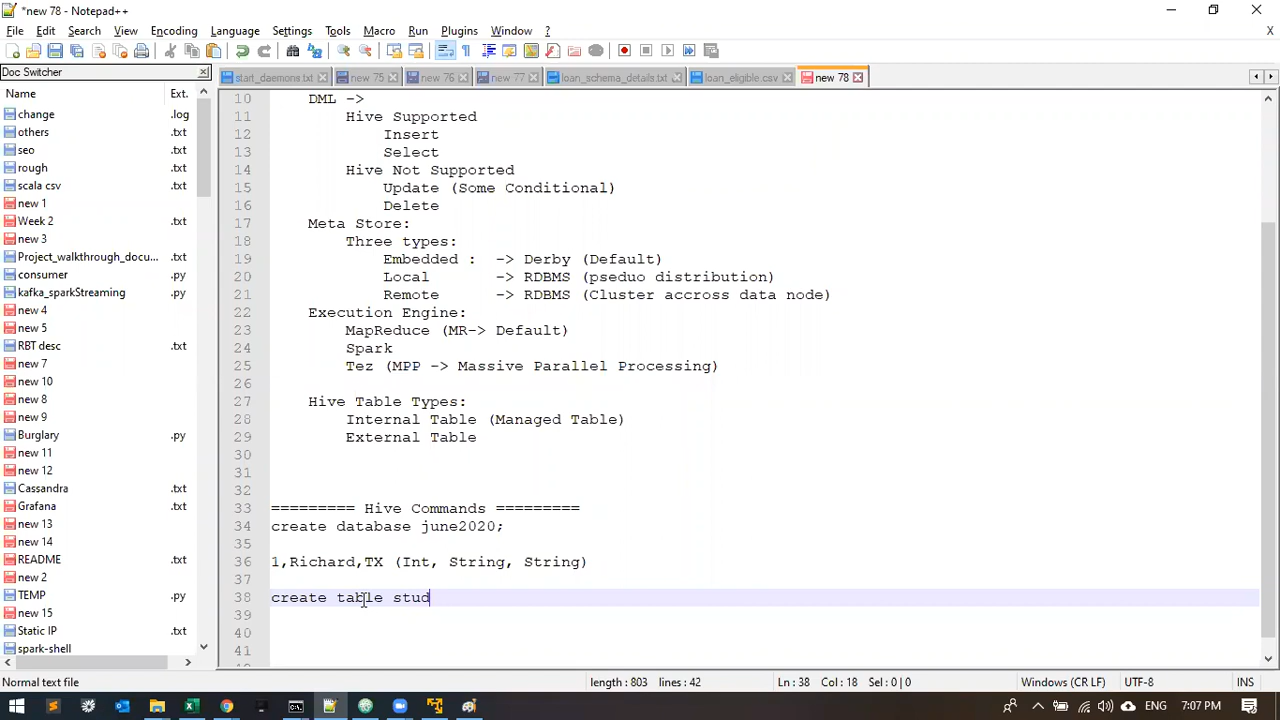 *new 78 - Notepad++
File Edit Search View Encoding Language Settings Tools Macro Run Plugins Window ?
X
Doc Switcher
start_daemons.txt new 75 new 76 new 77 loan_schema_details.txt loan_eligible.csv new 78
Name Ext.
change .log
others .txt
seo .txt
rough .txt
scala csv .txt
new 1
Week 2 .txt
new 3
Project_walkthrough_docu... .txt
consumer .py
kafka_sparkStreaming .py
new 4
new 5
RBT desc .txt
new 7
new 10
new 8
new 9
Burglary .py
new 11
new 12
Cassandra .txt
Grafana .txt
new 13
new 14
README .txt
new 2
TEMP .py
new 15
Static IP .txt
spark-shell .txt
10 DML ->
11 Hive Supported
12 Insert
13 Select
14 Hive Not Supported
15 Update (Some Conditional)
16 Delete
17 Meta Store:
18 Three types:
19 Embedded : -> Derby (Default)
20 Local -> RDBMS (pseduo distribution)
21 Remote -> RDBMS (Cluster accross data node)
22 Execution Engine:
23 MapReduce (MR-> Default)
24 Spark
25 Tez (MPP -> Massive Parallel Processing)
26
27 Hive Table Types:
28 Internal Table (Managed Table)
29 External Table
30
31
32
33 ========= Hive Commands =========
34 create database june2020;
35
36 1,Richard,TX (Int, String, String)
37
38 create table stud
39
40
41
Normal text file length : 803 lines : 42 Ln : 38 Col : 18 Sel : 0 | 0 Windows (CR LF) UTF-8 INS
ENG 7:07 PM